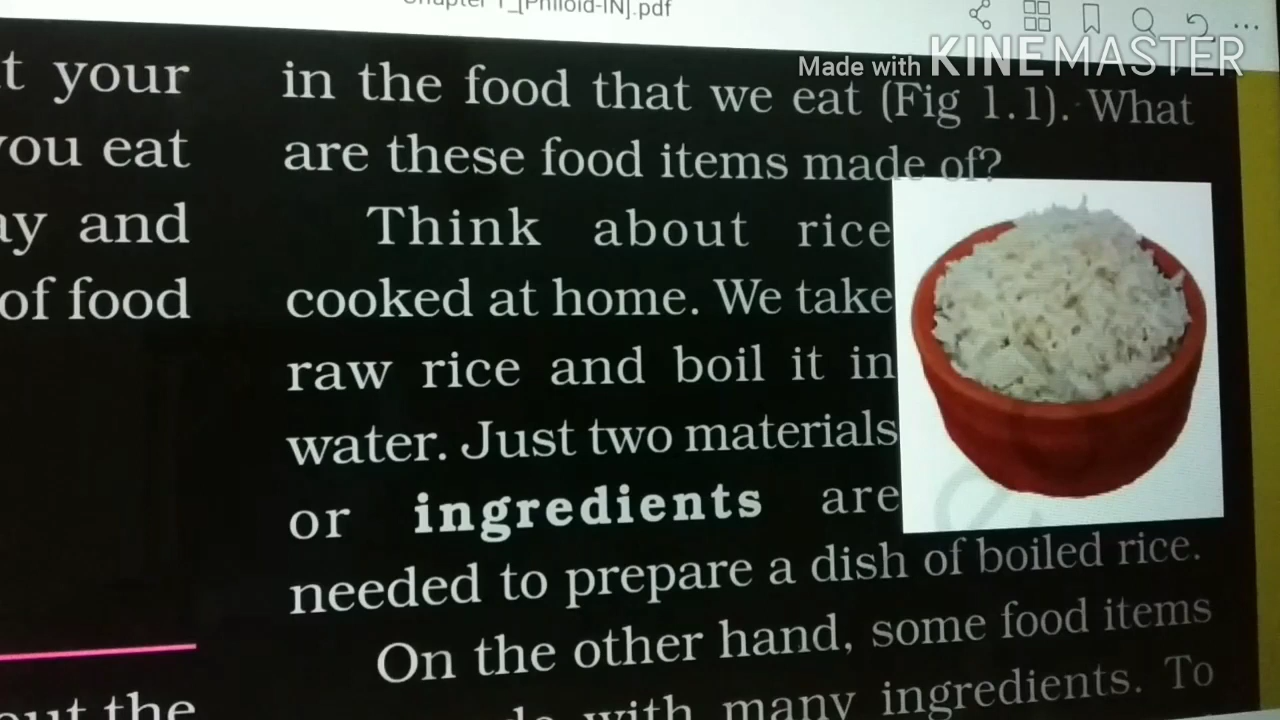 Chapter 1_[Philoid-IN].pdf
Made with KINEMASTER
t your
you eat
and
of food
out the
in the food that we eat (Fig 1.1). What
are these food items made of?
Think about rice
cooked at home. We take
raw rice and boil it in
water. Just two materials
or ingredients are
needed to prepare a dish of boiled rice.
On the other hand, some food items
with many ingredients. To